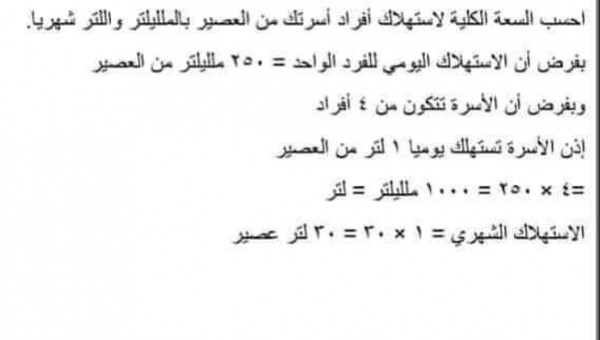 احسب السعة الكلية لاستهلاك أفراد أسرتك من العصير بالملليلتر واللتر شهريا.
بفرض أن الاستهلاك اليومي للفرد الواحد = ٢٥٠ ملليلتر من العصير
وبفرض أن الأسرة تتكون من ٤ أفراد
إذن الأسرة تستهلك يوميا ١ لتر من العصير
=٤ × ٢٥٠ = ١٠٠٠ ملليلتر = لتر
الاستهلاك الشهري = ١ × ٣٠ = ٣٠ لتر عصير